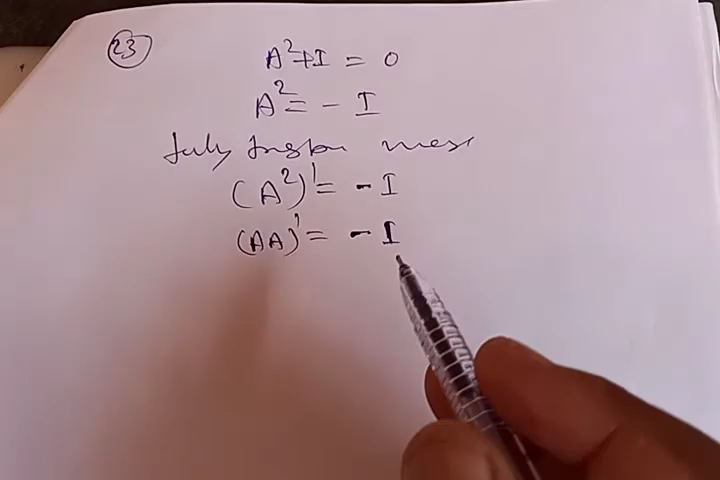 23
A²+I = 0
A² = - I
(A²)' = - I
(AA)' = - I